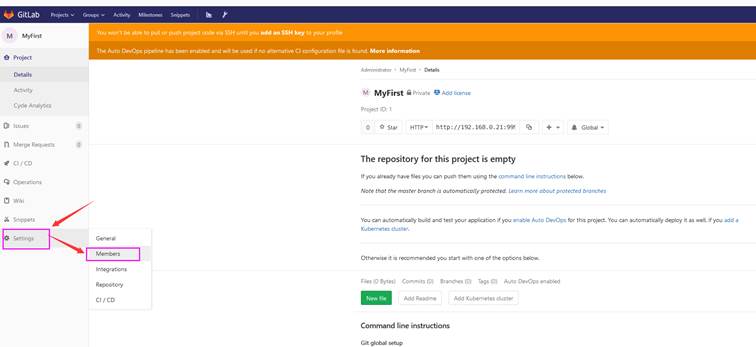 GitLab Projects Groups Activity Milestones Snippets
M MyFirst
You won't be able to pull or push project code via SSH until you add an SSH key to your profile
The Auto DevOps pipeline has been enabled and will be used if no alternative CI configuration file is found. More information
Project
Details
Activity
Cycle Analytics
Issues 0
Merge Requests 0
CI / CD
Operations
Wiki
Snippets
Settings
General
Members
Integrations
Repository
CI / CD
Administrator > MyFirst > Details
M MyFirst Private Add license
Project ID: 1
0 Star HTTP http://192.168.0.21:99 + Global
The repository for this project is empty
If you already have files you can push them using the command line instructions below.
Note that the master branch is automatically protected. Learn more about protected branches
You can automatically build and test your application if you enable Auto DevOps for this project. You can automatically deploy it as well, if you add a
Kubernetes cluster.
Otherwise it is recommended you start with one of the options below.
Files (0 Bytes) Commits (0) Branches (0) Tags (0) Auto DevOps enabled
New file Add Readme Add Kubernetes cluster
Command line instructions
Git global setup